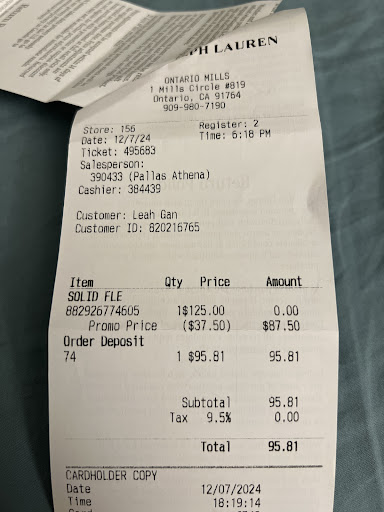 PH LAUREN
ONTARIO MILLS
1 Mills Circle #819
Ontario, CA 91764
909-980-7190
Store: 156 Register: 2
Date: 12/7/24 Time: 6:18 PM
Ticket: 495683
Salesperson:
390433 (Pallas Athena)
Cashier: 384439
Customer: Leah Gan
Customer ID: 820216765
Item Qty Price Amount
SOLID FLE
882926774605 1$125.00 0.00
Promo Price ($37.50) $87.50
Order Deposit
74 1 $95.81 95.81
Subtotal 95.81
Tax 9.5% 0.00
Total 95.81
CARDHOLDER COPY
Date 12/07/2024
Time 18:19:14